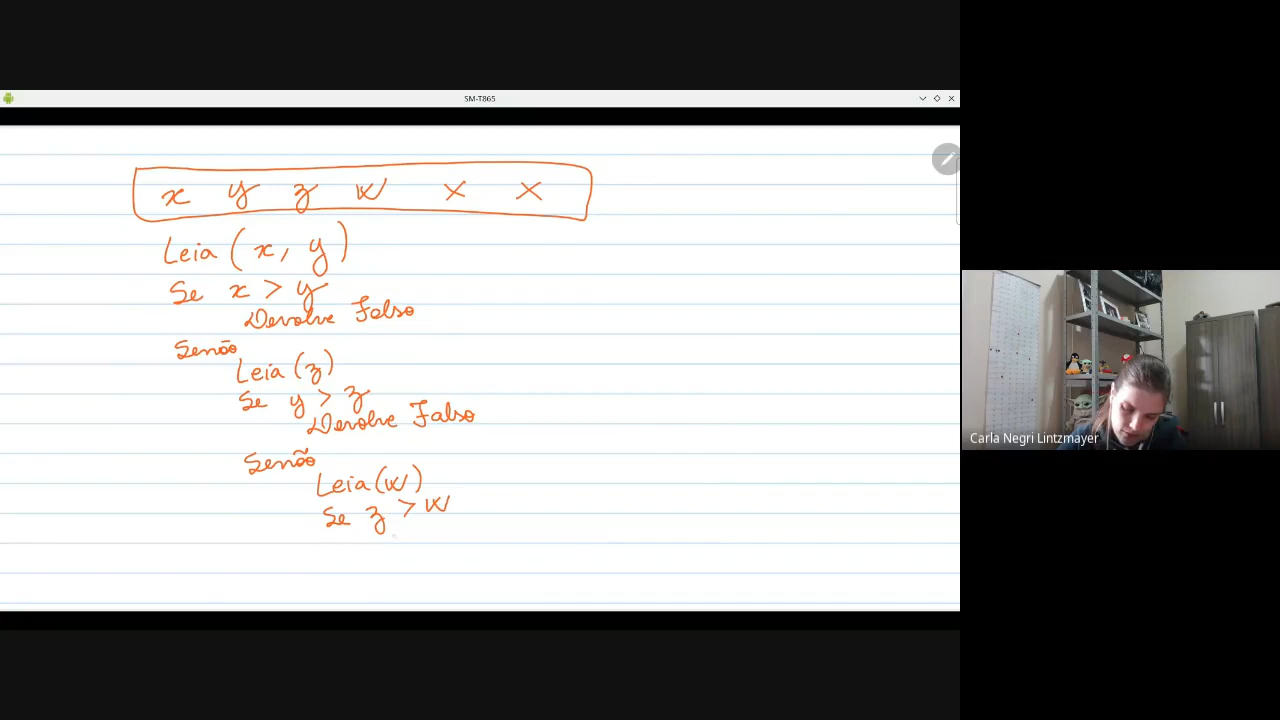 SM-T865
x y z w x x
Leia (x, y)
Se x > y
Devolve Falso
Senão
Leia (z)
Se y > z
Devolve Falso
Senão
Leia (w)
Se z > w
Carla Negri Lintzmayer